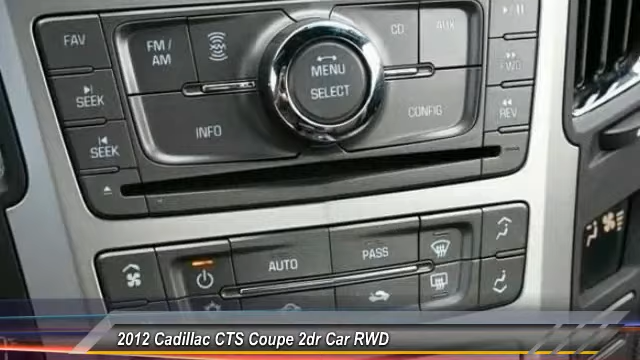 FAV
FM / AM
XM
CD
AUX
SEEK
MENU
SELECT
FWD
SEEK
INFO
CONFIG
REV
AUTO
PASS
2012 Cadillac CTS Coupe 2dr Car RWD